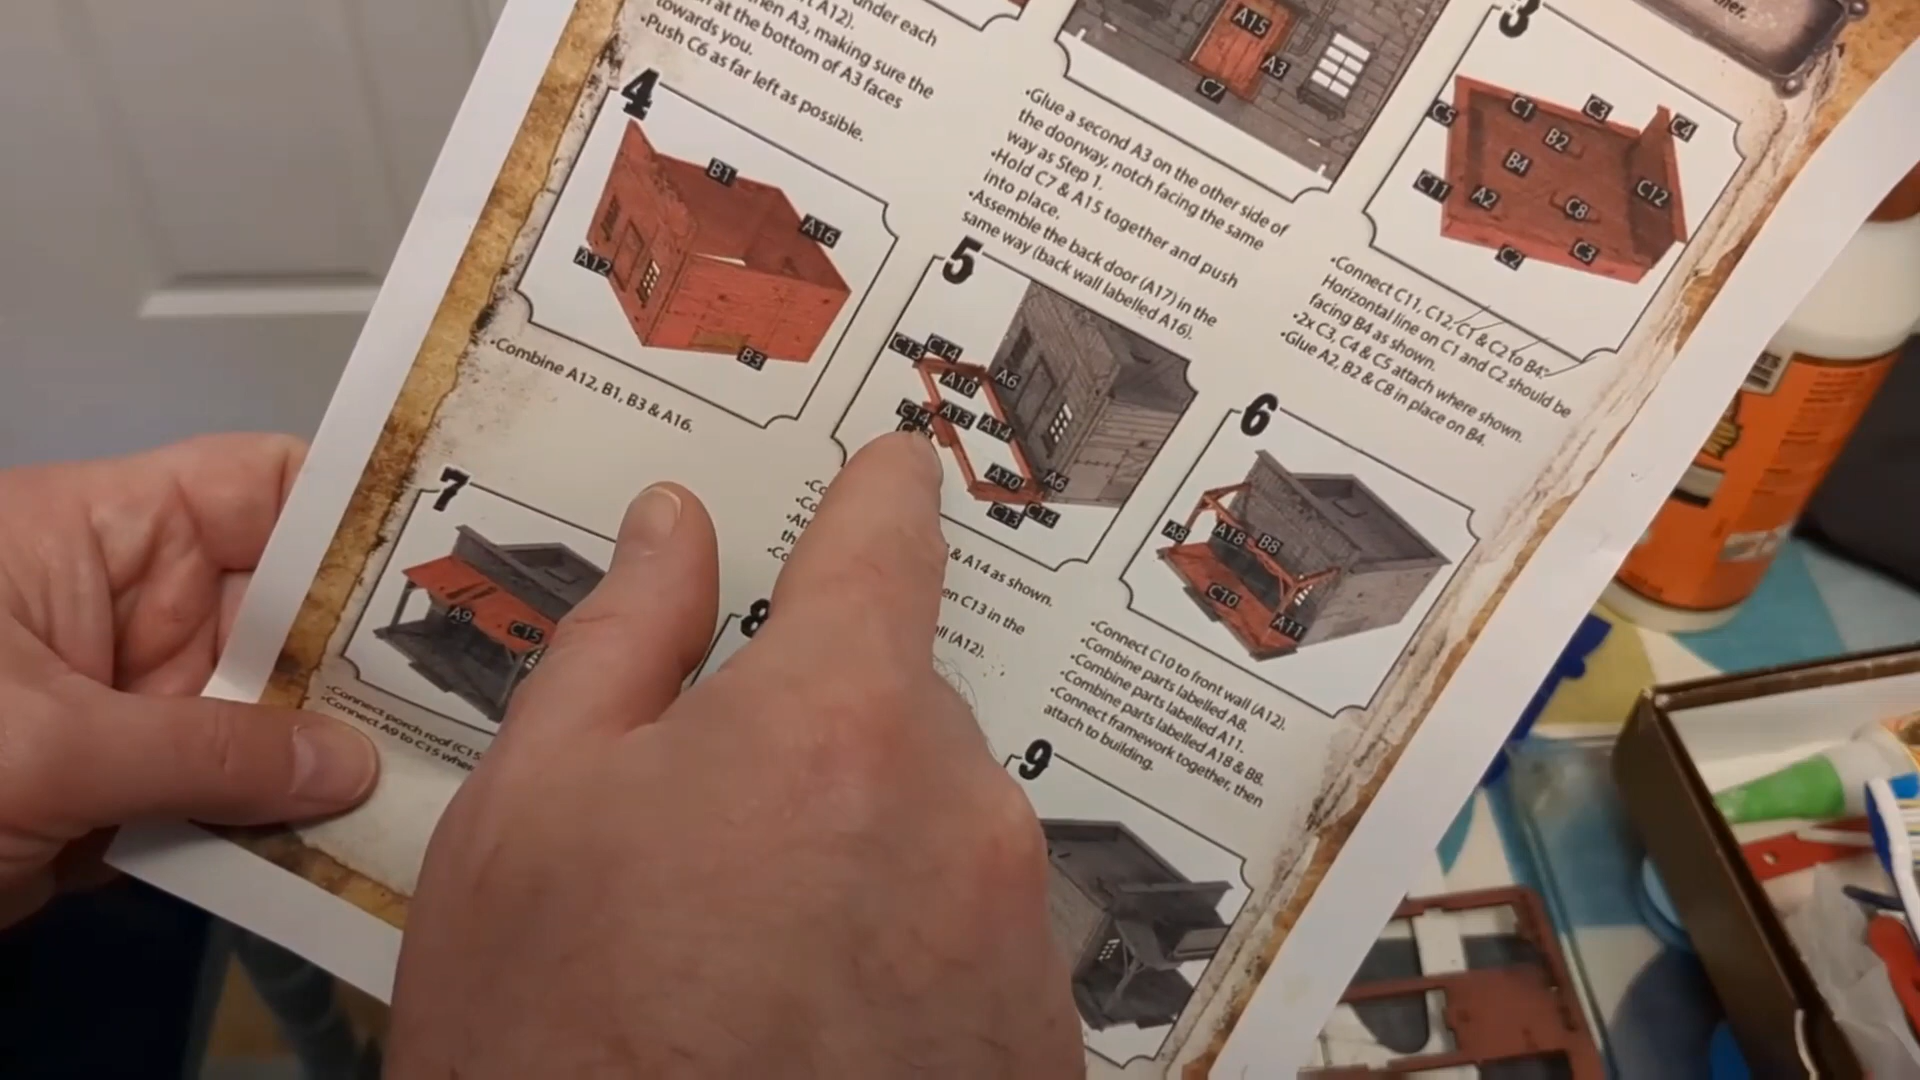 under each
A12).
en A3, making sure the
at the bottom of A3 faces
towards you.
•Push C6 as far left as possible.
A15
A3
C7
•Glue a second A3 on the other side of
the doorway, notch facing the same
way as Step 1.
•Hold C7 & A15 together and push
into place.
•Assemble the back door (A17) in the
same way (back wall labelled A16).
3
C5
C1
C3
C4
B2
B4
C11
A2
C8
C12
C2
C3
•Connect C11, C12, C1 & C2 to B4.
Horizontal line on C1 and C2 should be
facing B4 as shown.
•2x C3, C4 & C5 attach where shown.
•Glue A2, B2 & C8 in place on B4.
4
B1
A16
A12
B3
•Combine A12, B1, B3 & A16.
5
C13
C14
A10
A6
C14
A13
A14
A10
A6
C13
C14
& A14 as shown.
en C13 in the
(A12).
6
A8
A18
B8
C10
A11
•Connect C10 to front wall (A12).
•Combine parts labelled A8.
•Combine parts labelled A11.
•Combine parts labelled A18 & B8.
•Connect framework together, then
attach to building.
7
A9
C15
•Connect porch roof (C15
•Connect A9 to C15 where
8
9